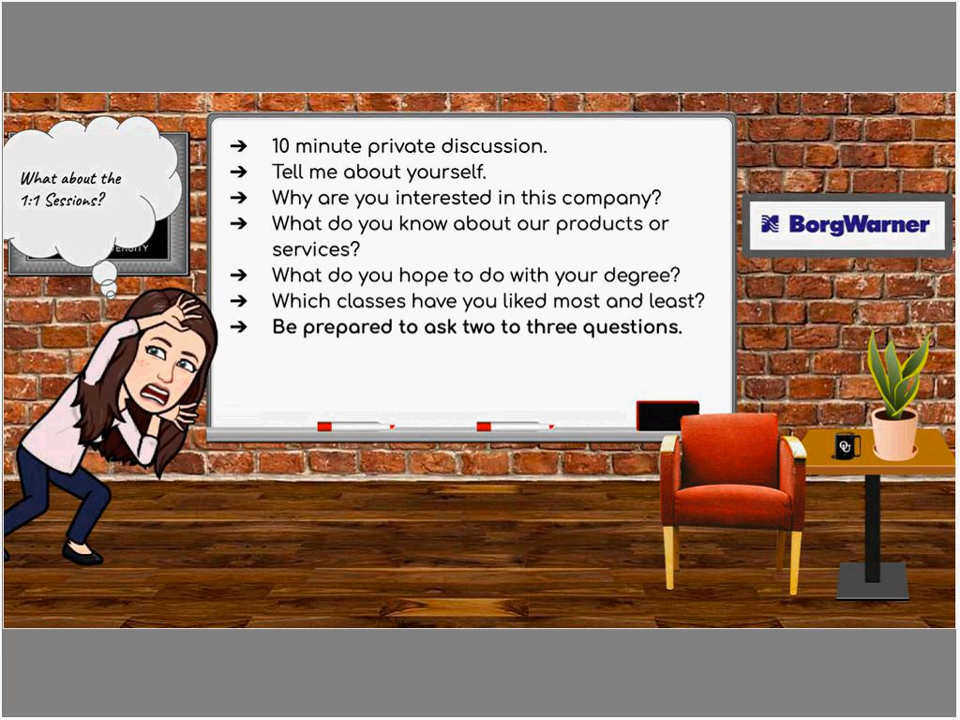 What about the
1:1 Sessions?
➔ 10 minute private discussion.
➔ Tell me about yourself.
➔ Why are you interested in this company?
➔ What do you know about our products or
services?
➔ What do you hope to do with your degree?
➔ Which classes have you liked most and least?
➔ Be prepared to ask two to three questions.
BorgWarner
OU